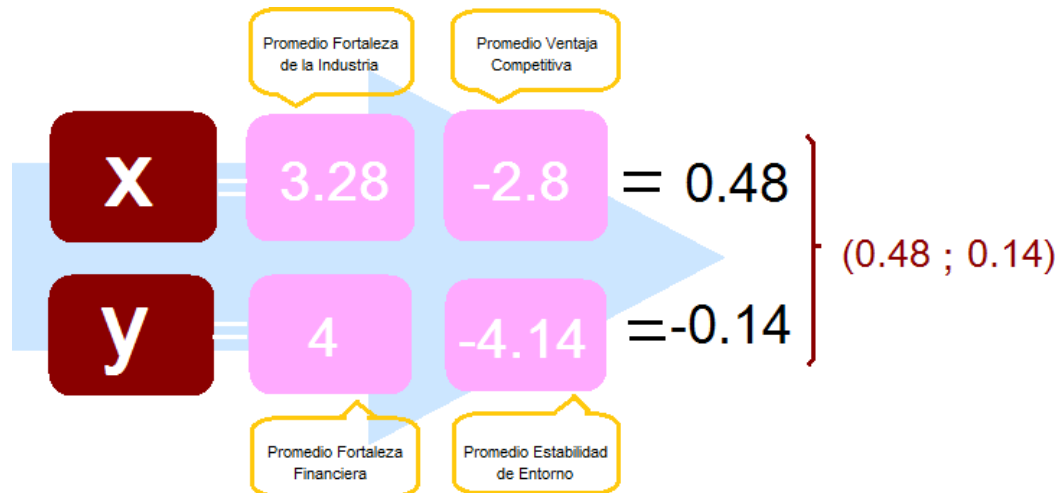 Promedio Fortaleza
de la Industria
Promedio Ventaja
Competitiva
x = 3.28 -2.8 = 0.48
(0.48 ; 0.14)
y = 4 -4.14 =-0.14
Promedio Fortaleza
Financiera
Promedio Estabilidad
de Entorno